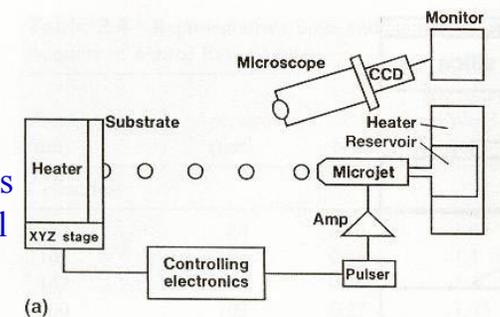 Monitor
Microscope
CCD
Substrate
Heater
Heater
Reservoir
Microjet
s
l
XYZ stage
Amp
Controlling
electronics
Pulser
(a)